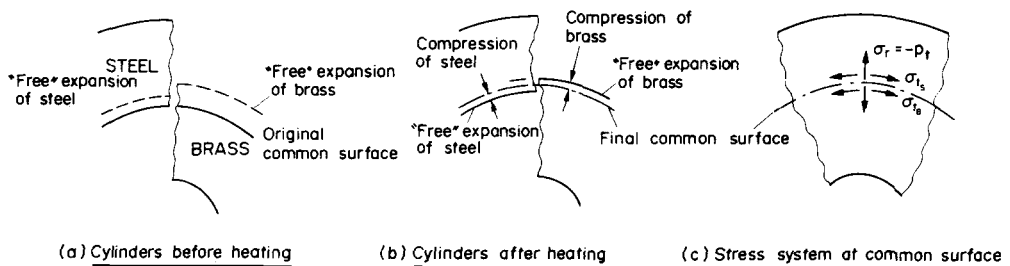 STEEL
"Free" expansion
of steel
"Free" expansion
of brass
Original
common surface
BRASS
(a) Cylinders before heating
Compression
of steel
Compression of
brass
"Free" expansion
of brass
"Free" expansion
of steel
Final common surface
(b) Cylinders after heating
σr = -pt
σts
σtB
(c) Stress system at common surface